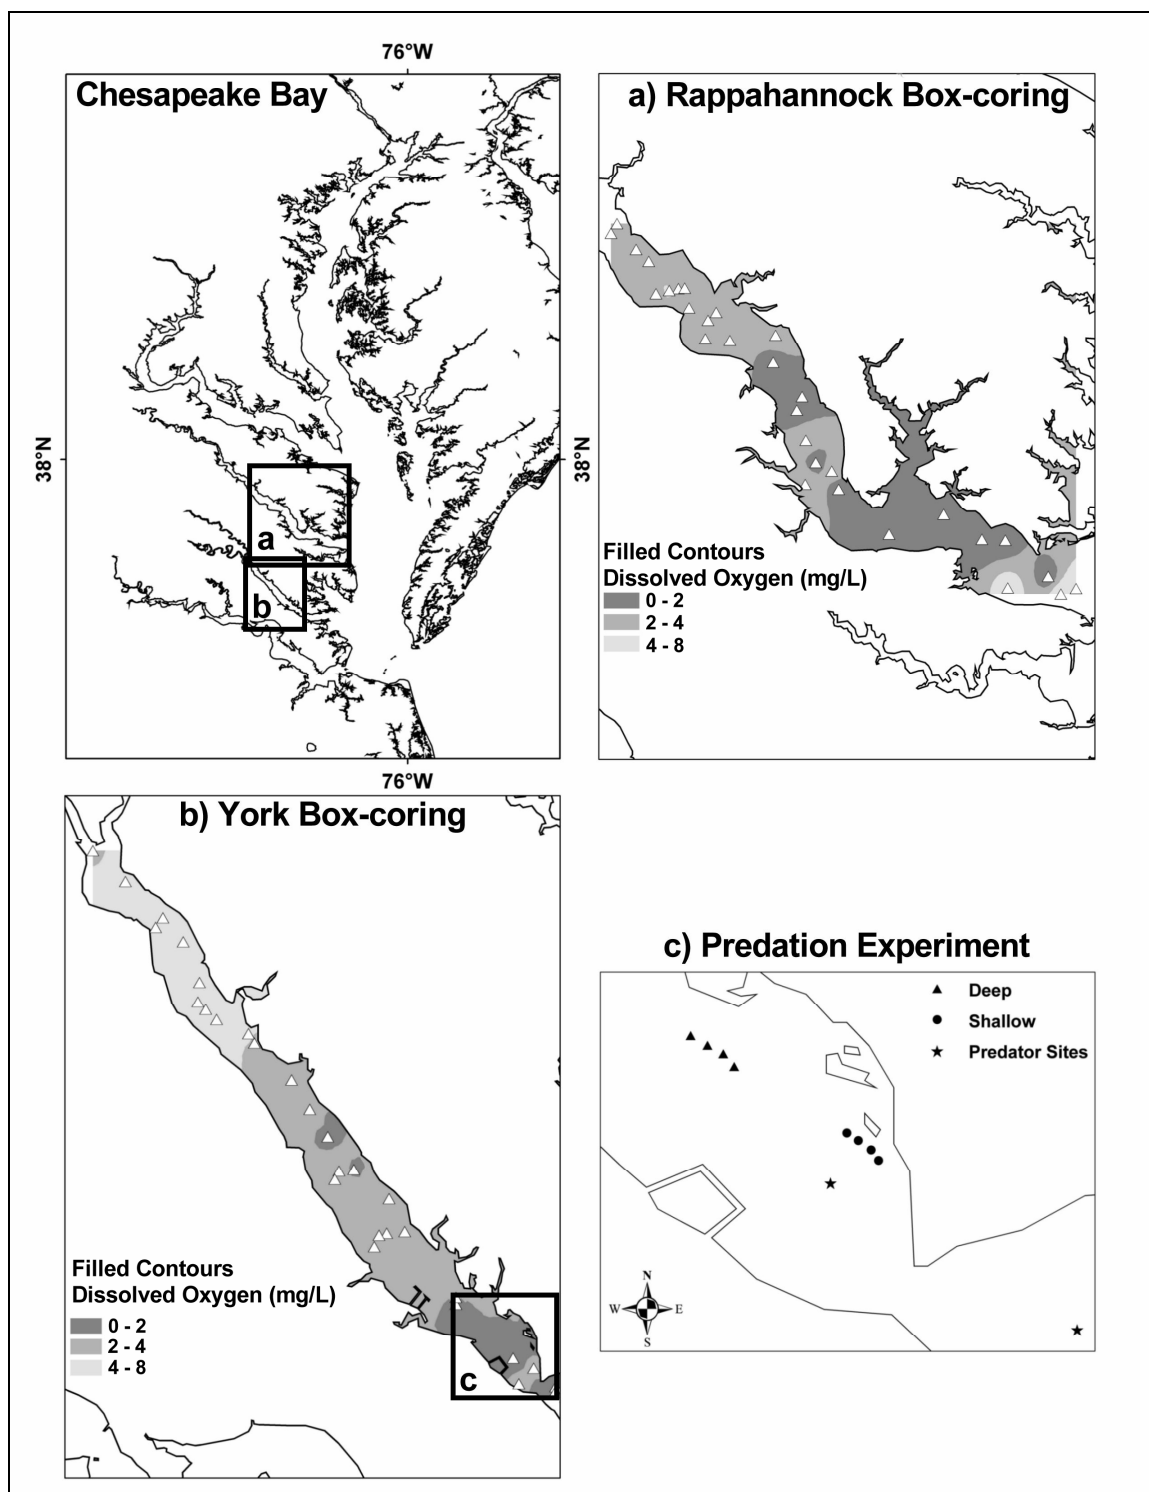 76°W
Chesapeake Bay
38°N
38°N
a
b
76°W
a) Rappahannock Box-coring
Filled Contours
Dissolved Oxygen (mg/L)
0 - 2
2 - 4
4 - 8
b) York Box-coring
Filled Contours
Dissolved Oxygen (mg/L)
0 - 2
2 - 4
4 - 8
c
c) Predation Experiment
Deep
Shallow
Predator Sites
N
W E
S